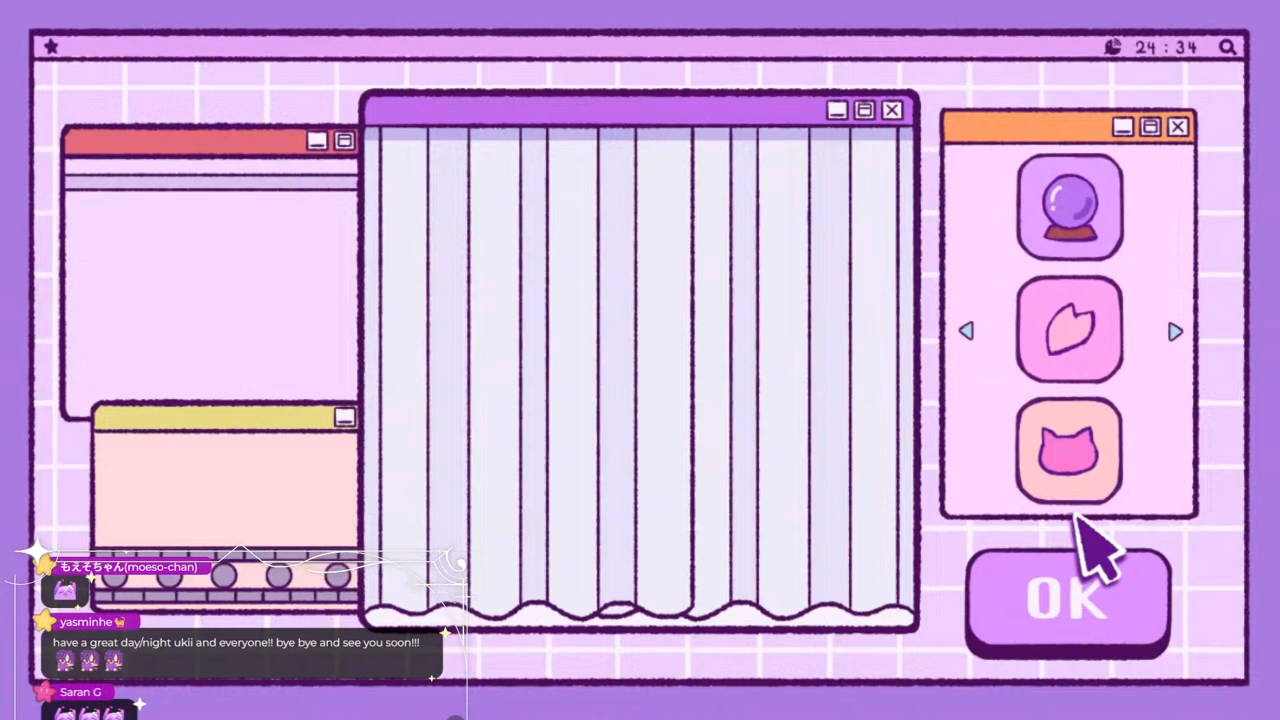 24 : 34
OK
もえそちゃん(moeso-chan)
yasminhe
have a great day/night ukii and everyone!! bye bye and see you soon!!!
Saran G